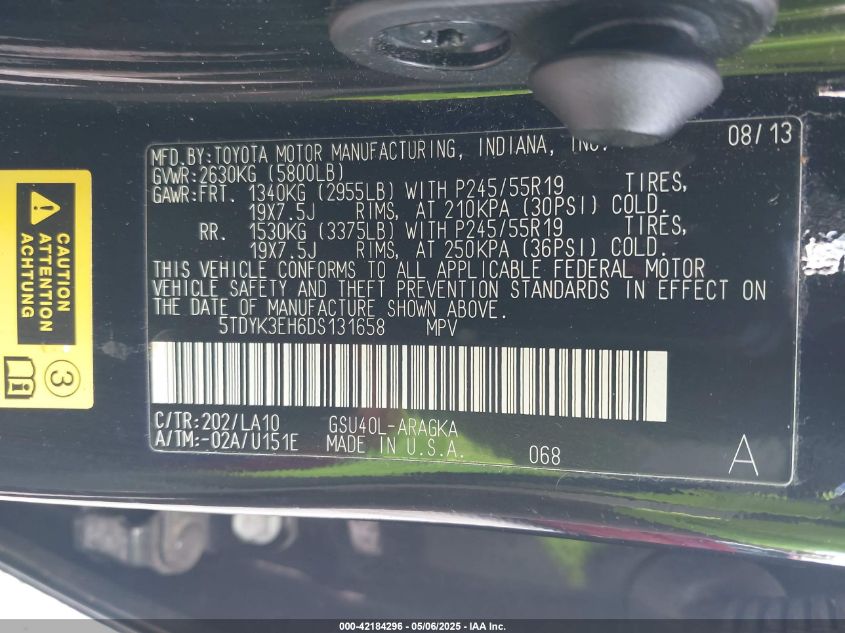 MFD.BY:TOYOTA MOTOR MANUFACTURING, INDIANA, INC. 08/13
GVWR:2630KG (5800LB)
GAWR:FRT. 1340KG (2955LB) WITH P245/55R19 TIRES,
19X7.5J RIMS, AT 210KPA (30PSI) COLD.
RR. 1530KG (3375LB) WITH P245/55R19 TIRES,
19X7.5J RIMS, AT 250KPA (36PSI) COLD.
THIS VEHICLE CONFORMS TO ALL APPLICABLE FEDERAL MOTOR
VEHICLE SAFETY AND THEFT PREVENTION STANDARDS IN EFFECT ON
THE DATE OF MANUFACTURE SHOWN ABOVE.
5TDYK3EH6DS131658 MPV
C/TR:202/LA10 GSU40L-ARAGKA
A/TM:-02A/U151E MADE IN U.S.A.
068 A
CAUTION
ATTENTION
ACHTUNG
3
i
000-42184296 - 05/06/2025 - IAA Inc.